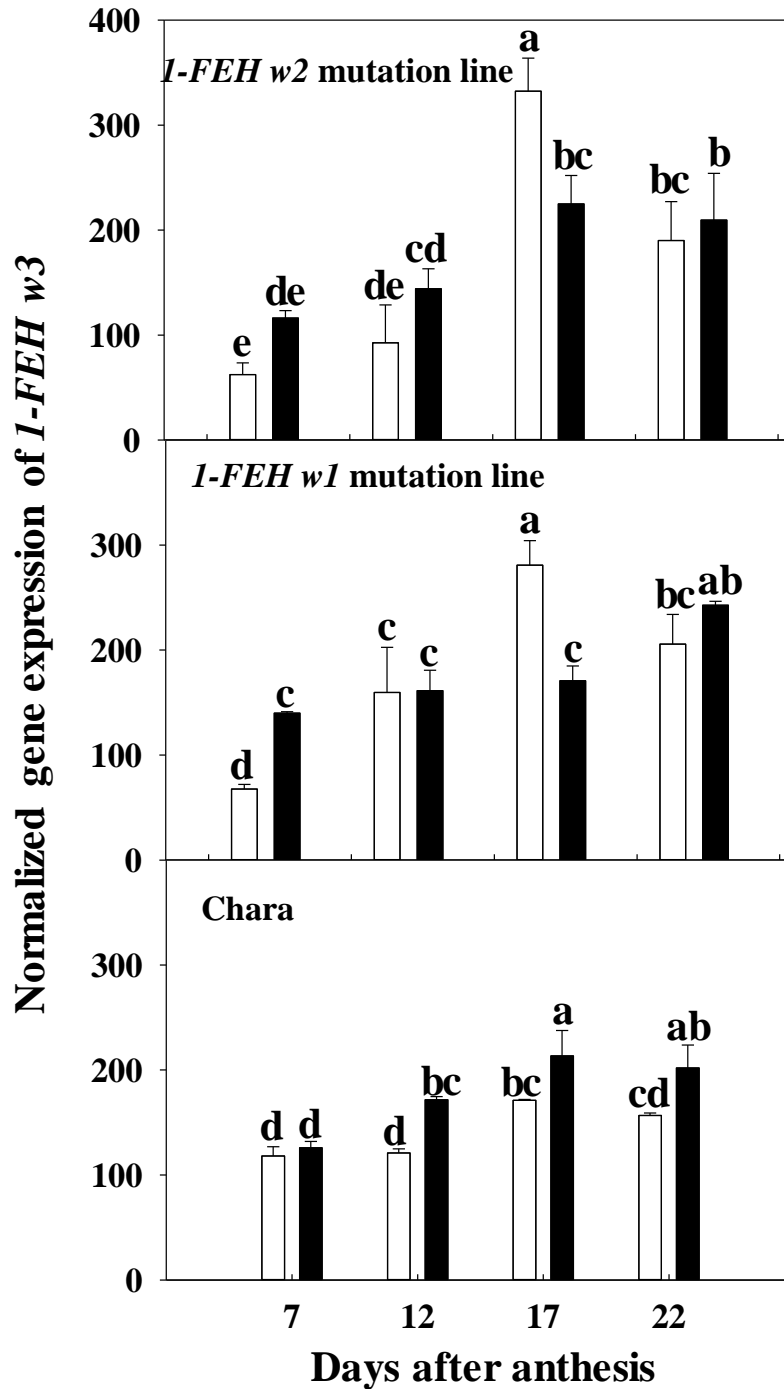 Normalized gene expression of 1-FEH w3
400
300
200
100
0
1-FEH w2 mutation line
e
de
de
cd
a
bc
bc
b
300
200
100
0
1-FEH w1 mutation line
d
c
c
c
a
c
bc
ab
300
200
100
0
Chara
d
d
d
bc
bc
a
cd
ab
7 12 17 22
Days after anthesis